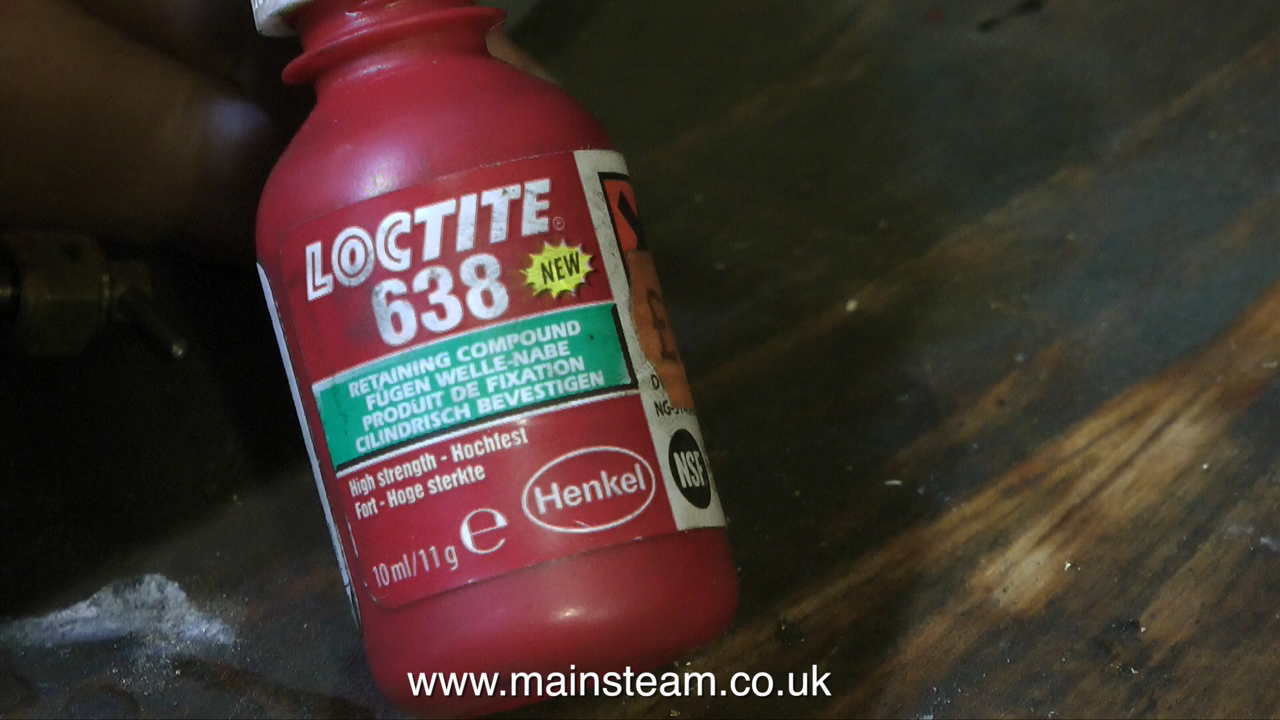 LOCTITE®
638
NEW
RETAINING COMPOUND
FÜGEN WELLE-NABE
PRODUIT DE FIXATION
CILINDRISCH BEVESTIGEN
High strength - Hochfest
Fort - Hoge sterkte
Henkel
10 ml/11 g e
£
NSF
www.mainsteam.co.uk